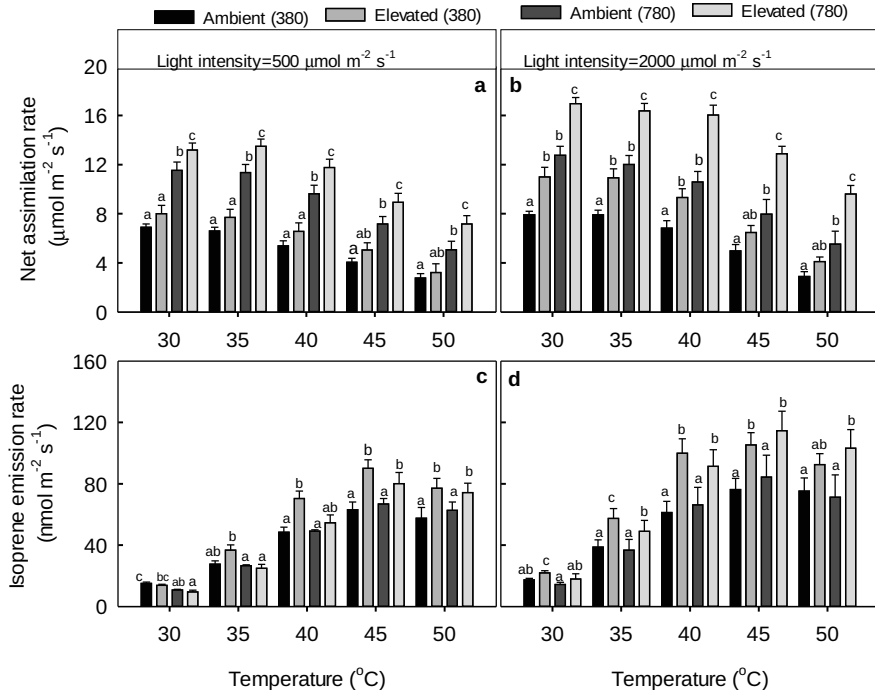 Ambient (380) Elevated (380) Ambient (780) Elevated (780)
Light intensity=500 µmol m⁻² s⁻¹
Light intensity=2000 µmol m⁻² s⁻¹
Net assimilation rate
(µmol m⁻² s⁻¹)
20
16
12
8
4
0
a
a a b c
a a b c
a a b c
a ab b c
a ab b c
30 35 40 45 50
b
a b b c
a b b c
a b b c
a ab b c
a ab b c
30 35 40 45 50
Isoprene emission rate
(nmol m⁻² s⁻¹)
160
120
80
40
0
c
c bc ab a
a b a a
a b a ab
a b a b
a b a b
30 35 40 45 50
Temperature (°C)
d
ab c a ab
a c a b
a b a b
a b a b
a ab a b
30 35 40 45 50
Temperature (°C)